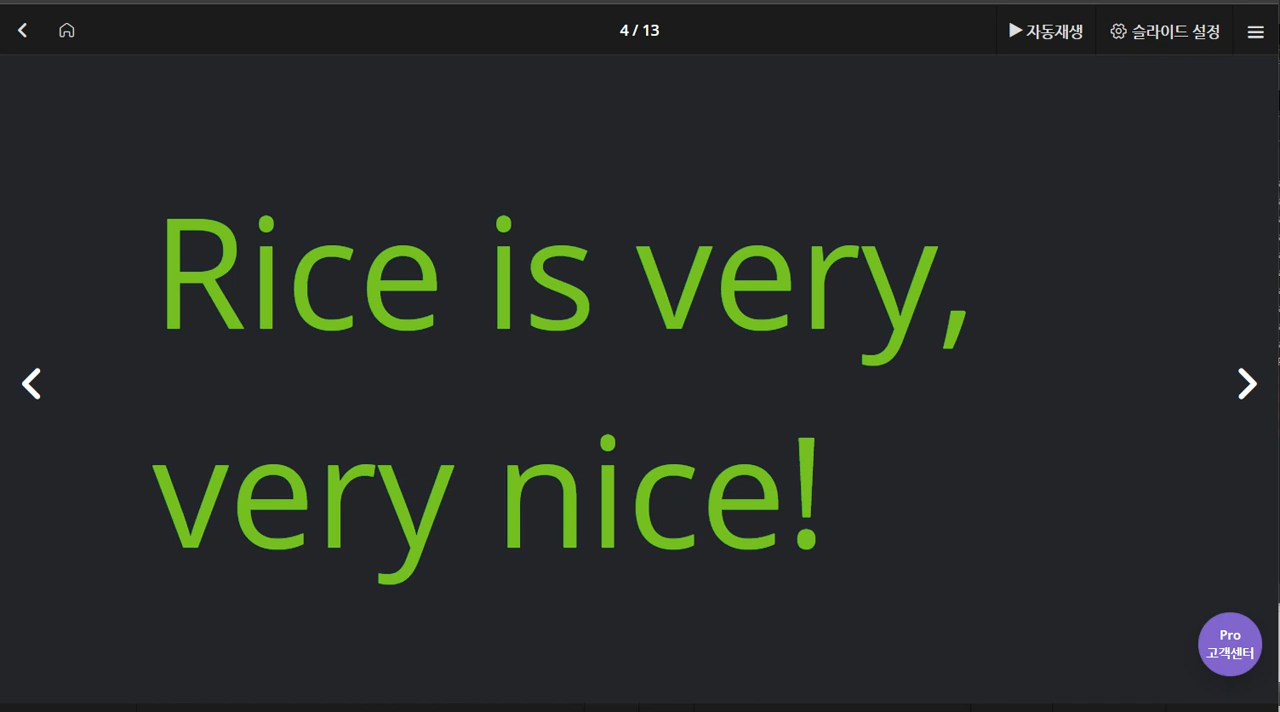 4 / 13
▶ 자동재생
슬라이드 설정
Rice is very,
very nice!
Pro
고객센터